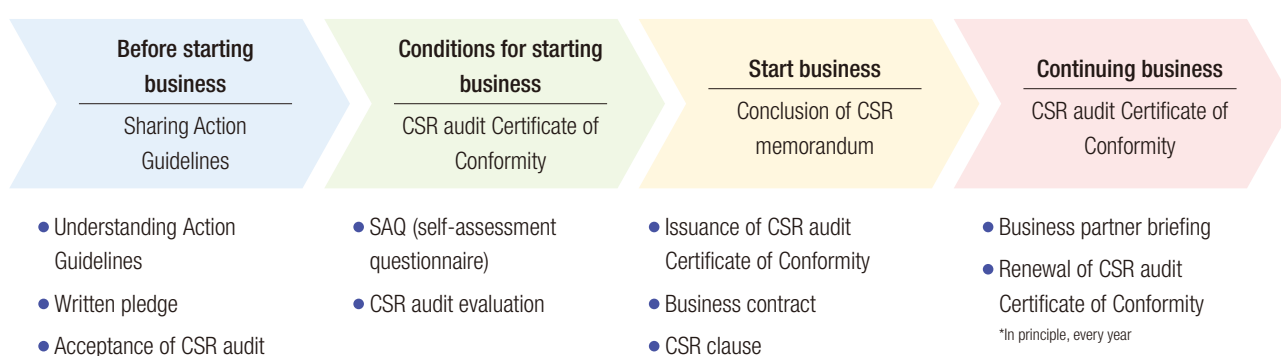 Before starting
business
Sharing Action
Guidelines
• Understanding Action
Guidelines
• Written pledge
• Acceptance of CSR audit
Conditions for starting
business
CSR audit Certificate of
Conformity
• SAQ (self-assessment
questionnaire)
• CSR audit evaluation
Start business
Conclusion of CSR
memorandum
• Issuance of CSR audit
Certificate of Conformity
• Business contract
• CSR clause
Continuing business
CSR audit Certificate of
Conformity
• Business partner briefing
• Renewal of CSR audit
Certificate of Conformity
*In principle, every year